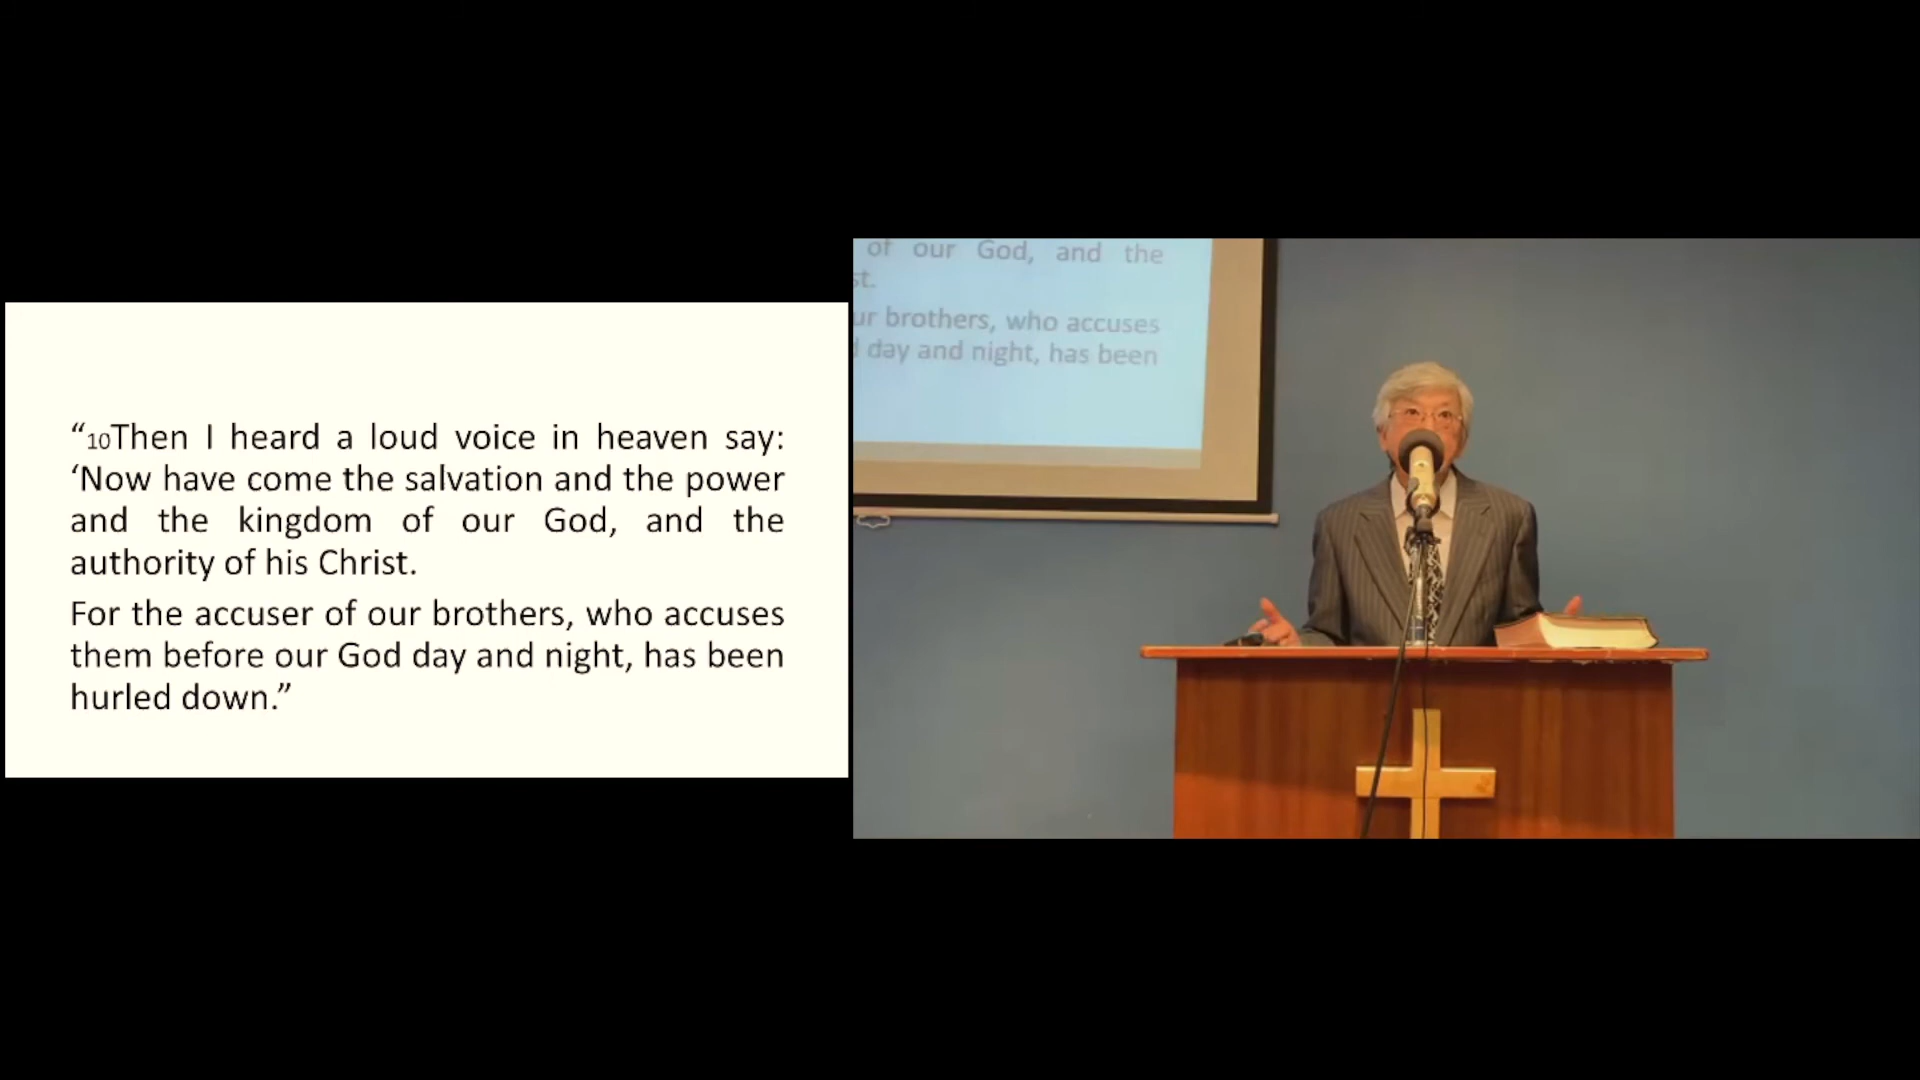 “10Then I heard a loud voice in heaven say:
‘Now have come the salvation and the power
and the kingdom of our God, and the
authority of his Christ.
For the accuser of our brothers, who accuses
them before our God day and night, has been
hurled down.”
of our God, and the
st.
ur brothers, who accuses
day and night, has been